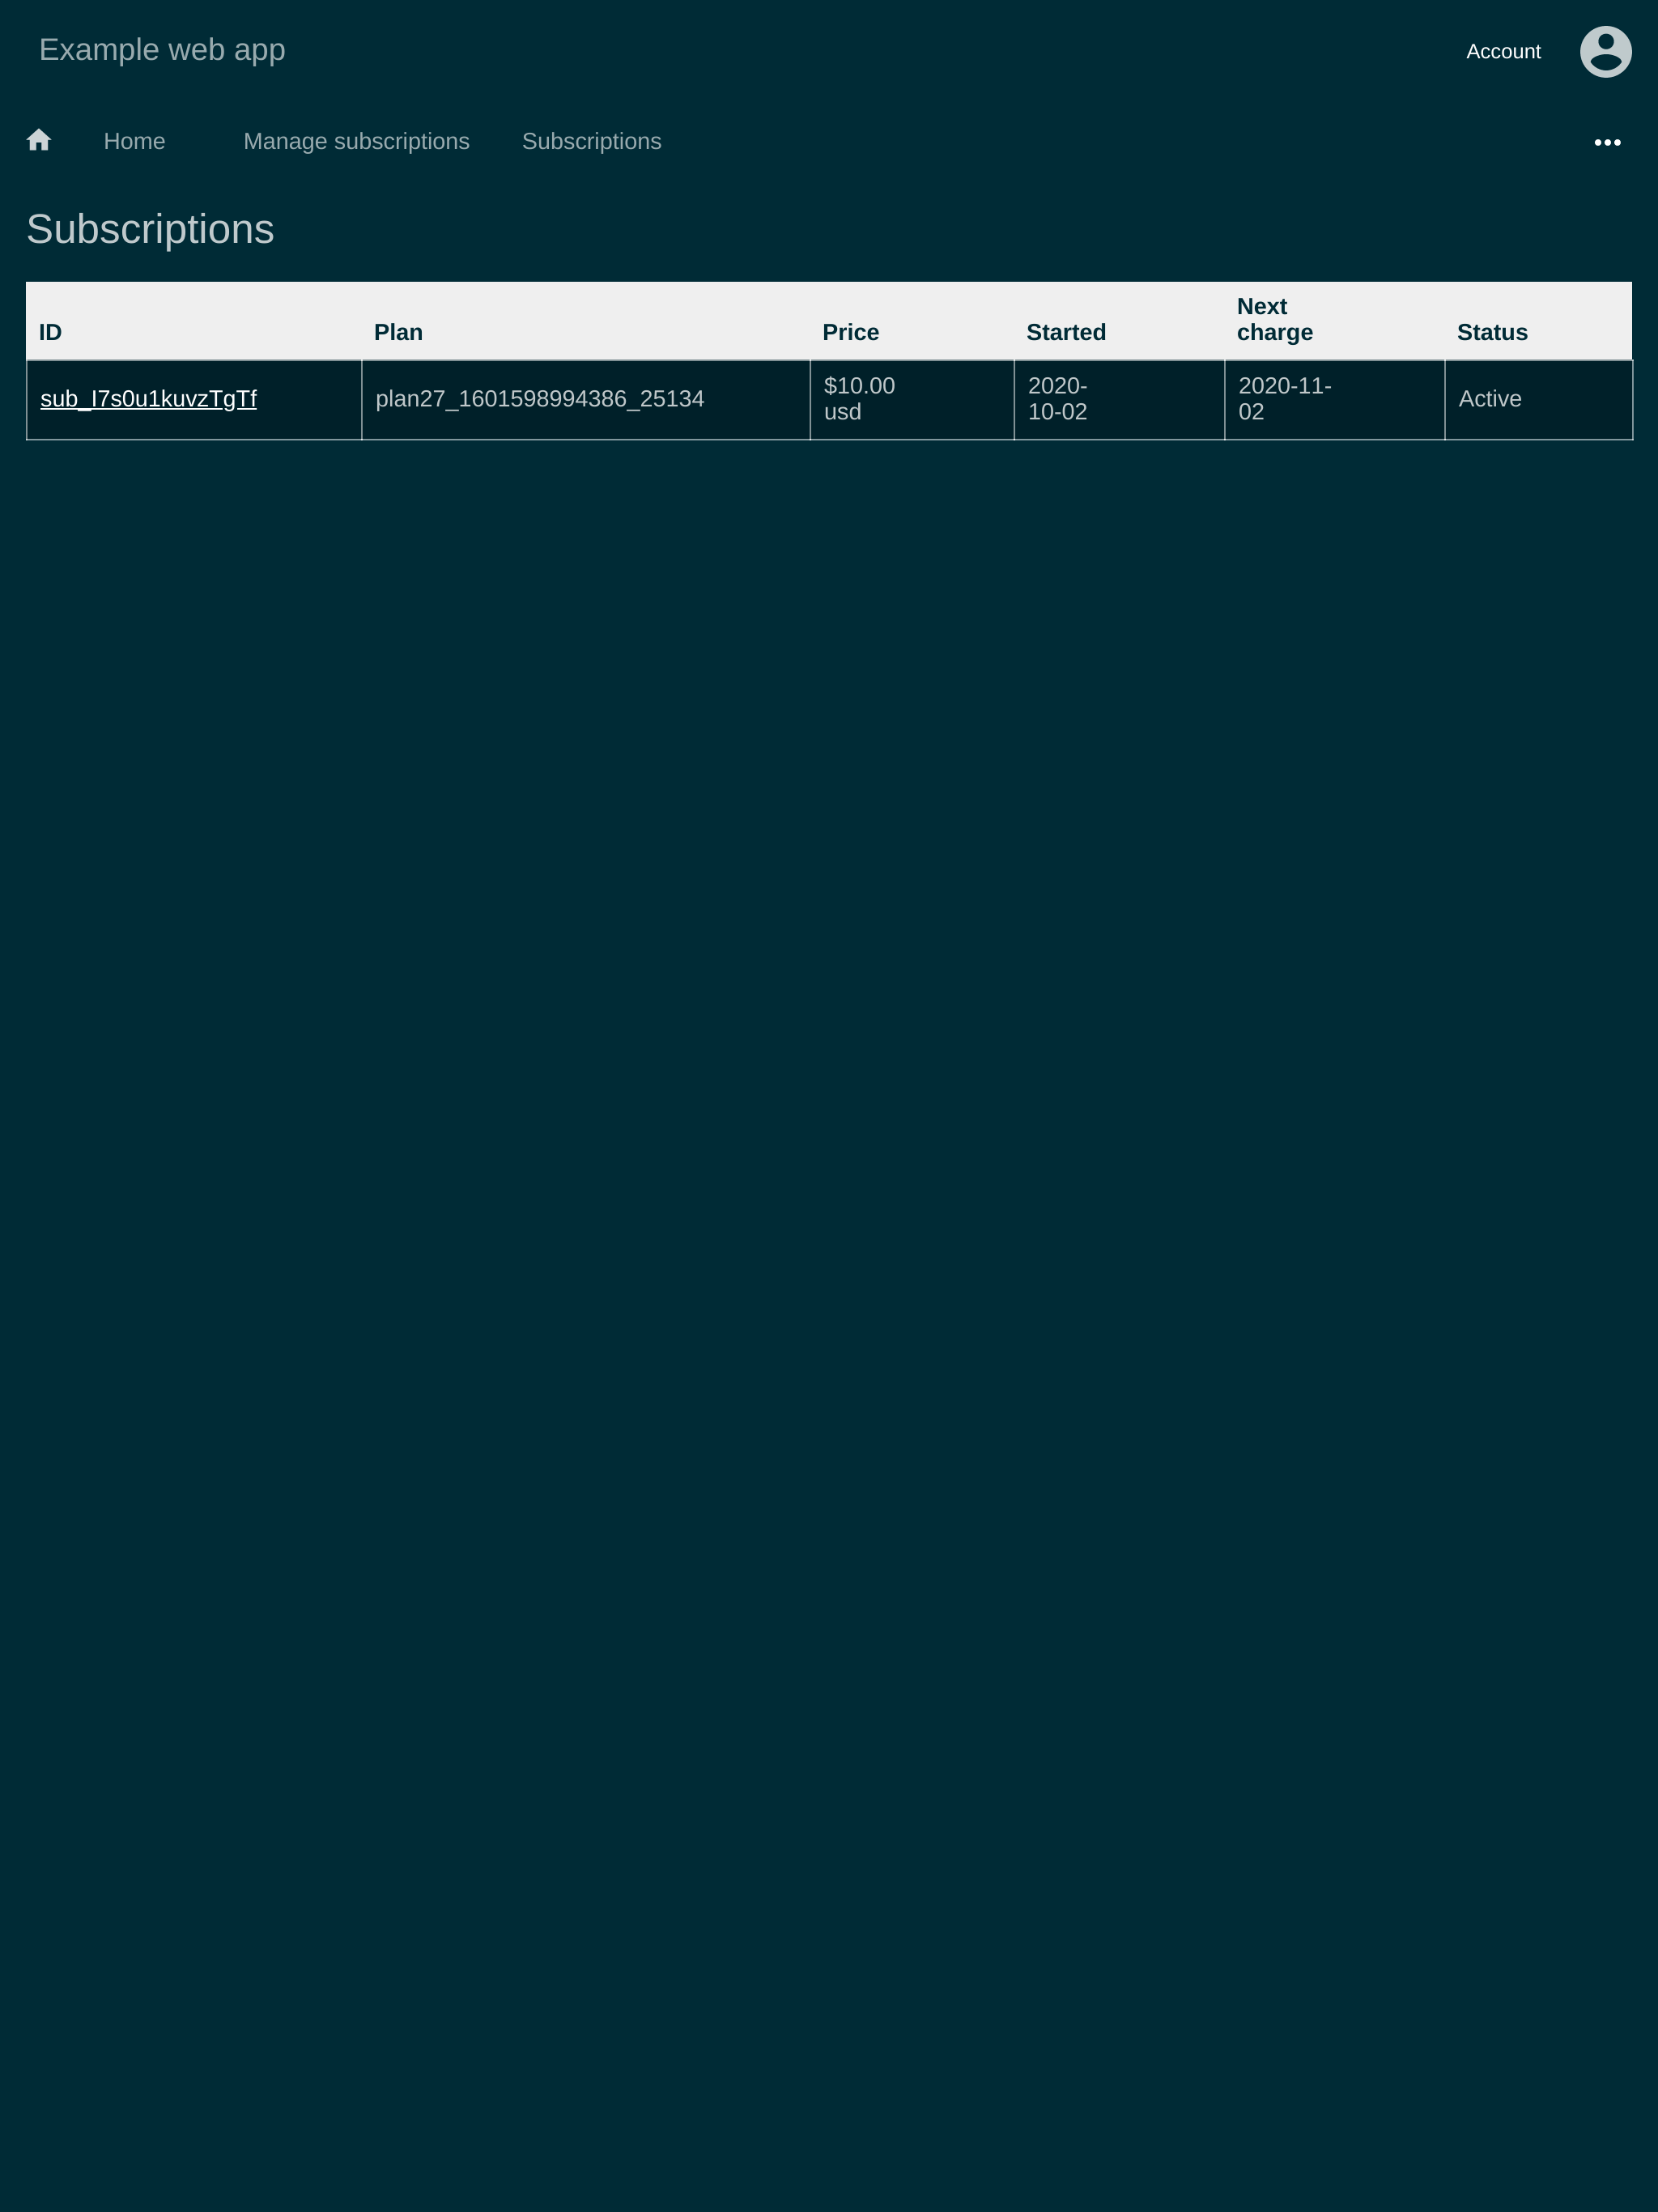 Example web app
Account
Home
Manage subscriptions
Subscriptions
Subscriptions
ID
Plan
Price
Started
Next
charge
Status
sub_I7s0u1kuvzTgTf
plan27_1601598994386_25134
$10.00
usd
2020-
10-02
2020-11-
02
Active